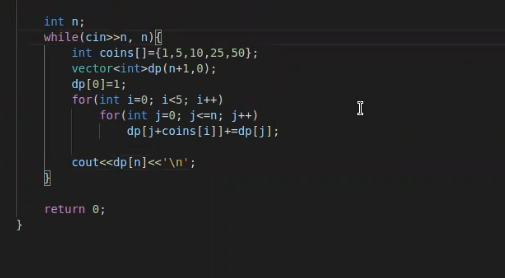 int n;
while(cin>>n, n){
int coins[]={1,5,10,25,50};
vector<int>dp(n+1,0);
dp[0]=1;
for(int i=0; i<5; i++)
for(int j=0; j<=n; j++)
dp[j+coins[i]]+=dp[j];
cout<<dp[n]<<'\n';
}
return 0;
}